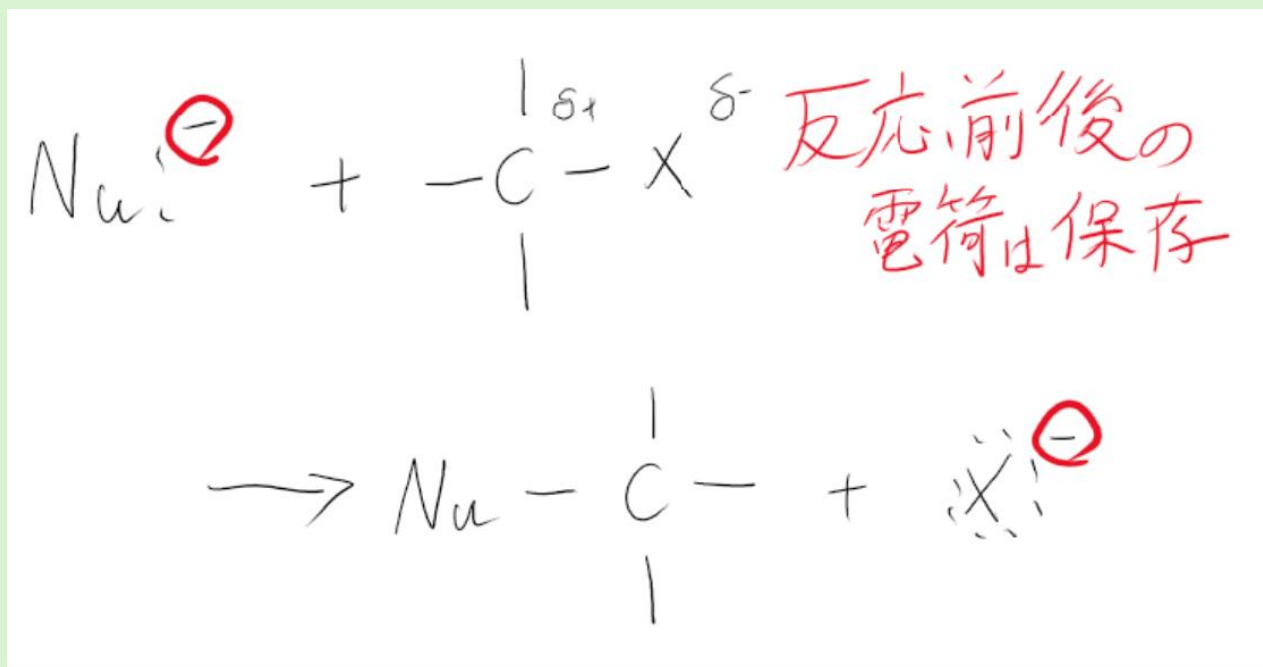 Nu:⊖ + —C^δ+—X^δ- 反応前後の
電荷は保存
→ Nu—C— + X⊖